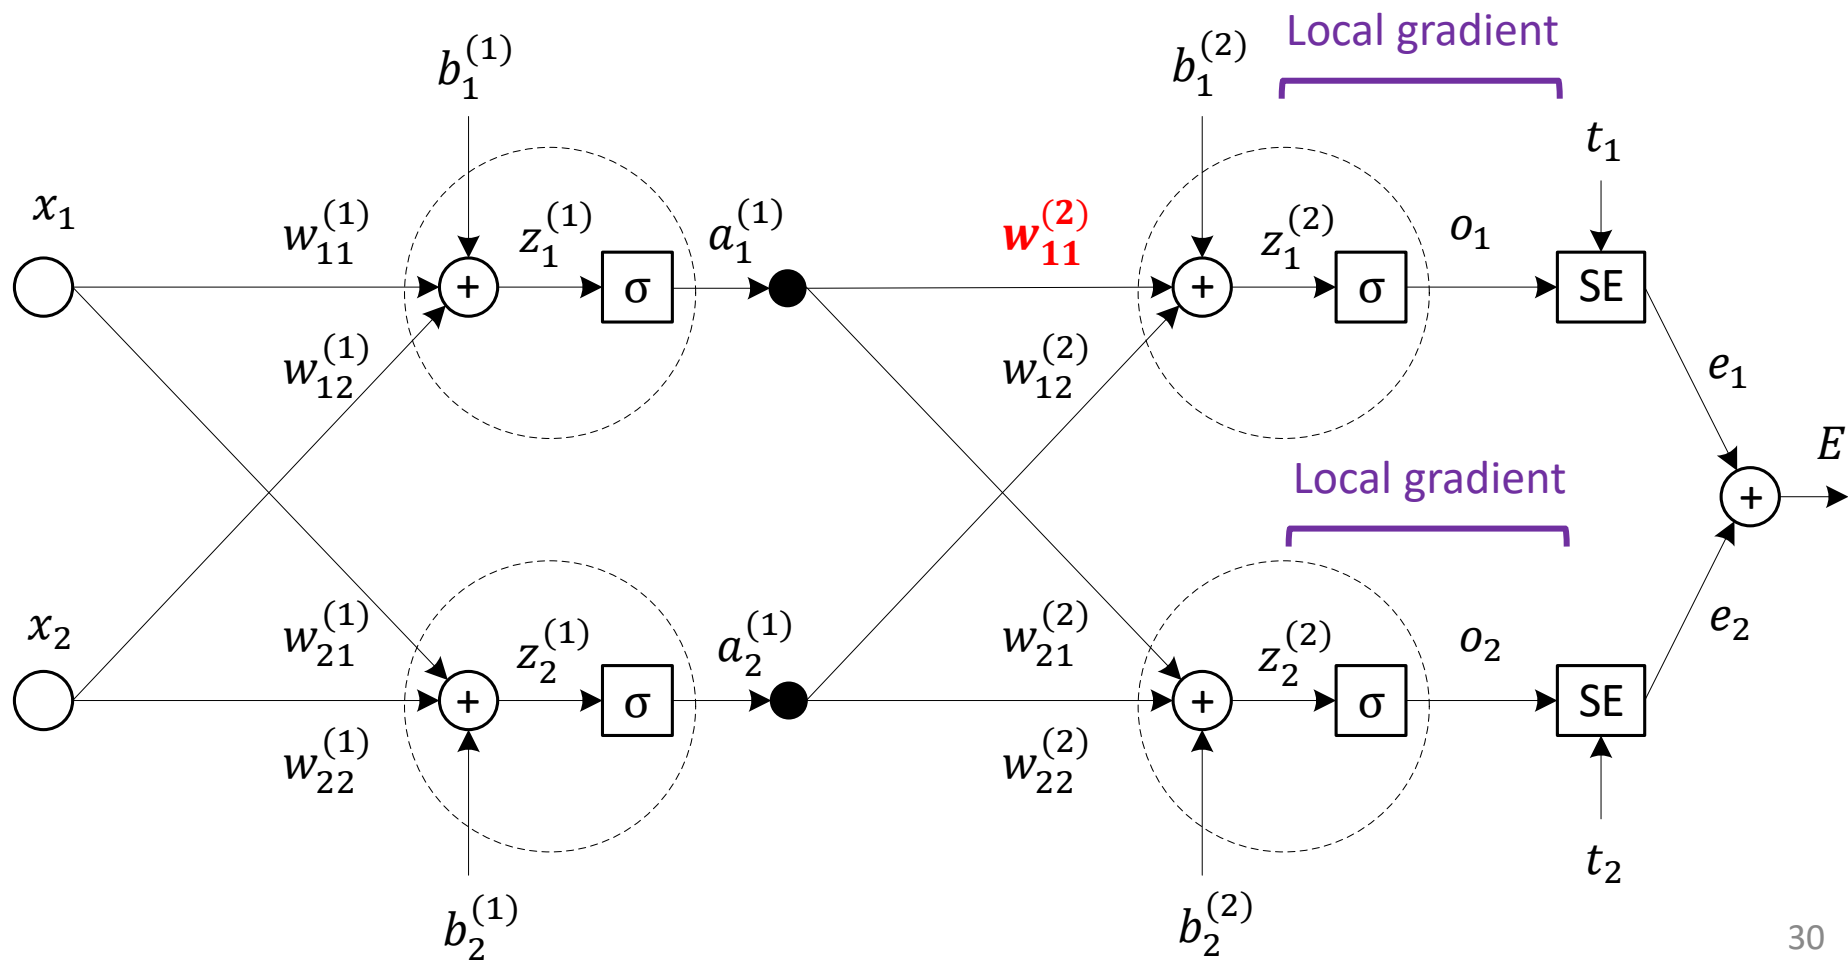 Local gradient
b_1^{(1)}
b_1^{(2)}
t_1
x_1
w_{11}^{(1)}
z_1^{(1)}
a_1^{(1)}
w_{11}^{(2)}
z_1^{(2)}
o_1
+
σ
+
σ
SE
w_{12}^{(1)}
w_{12}^{(2)}
e_1
E
Local gradient
+
x_2
w_{21}^{(1)}
z_2^{(1)}
a_2^{(1)}
w_{21}^{(2)}
z_2^{(2)}
o_2
e_2
+
σ
+
σ
SE
w_{22}^{(1)}
w_{22}^{(2)}
t_2
b_2^{(1)}
b_2^{(2)}
30